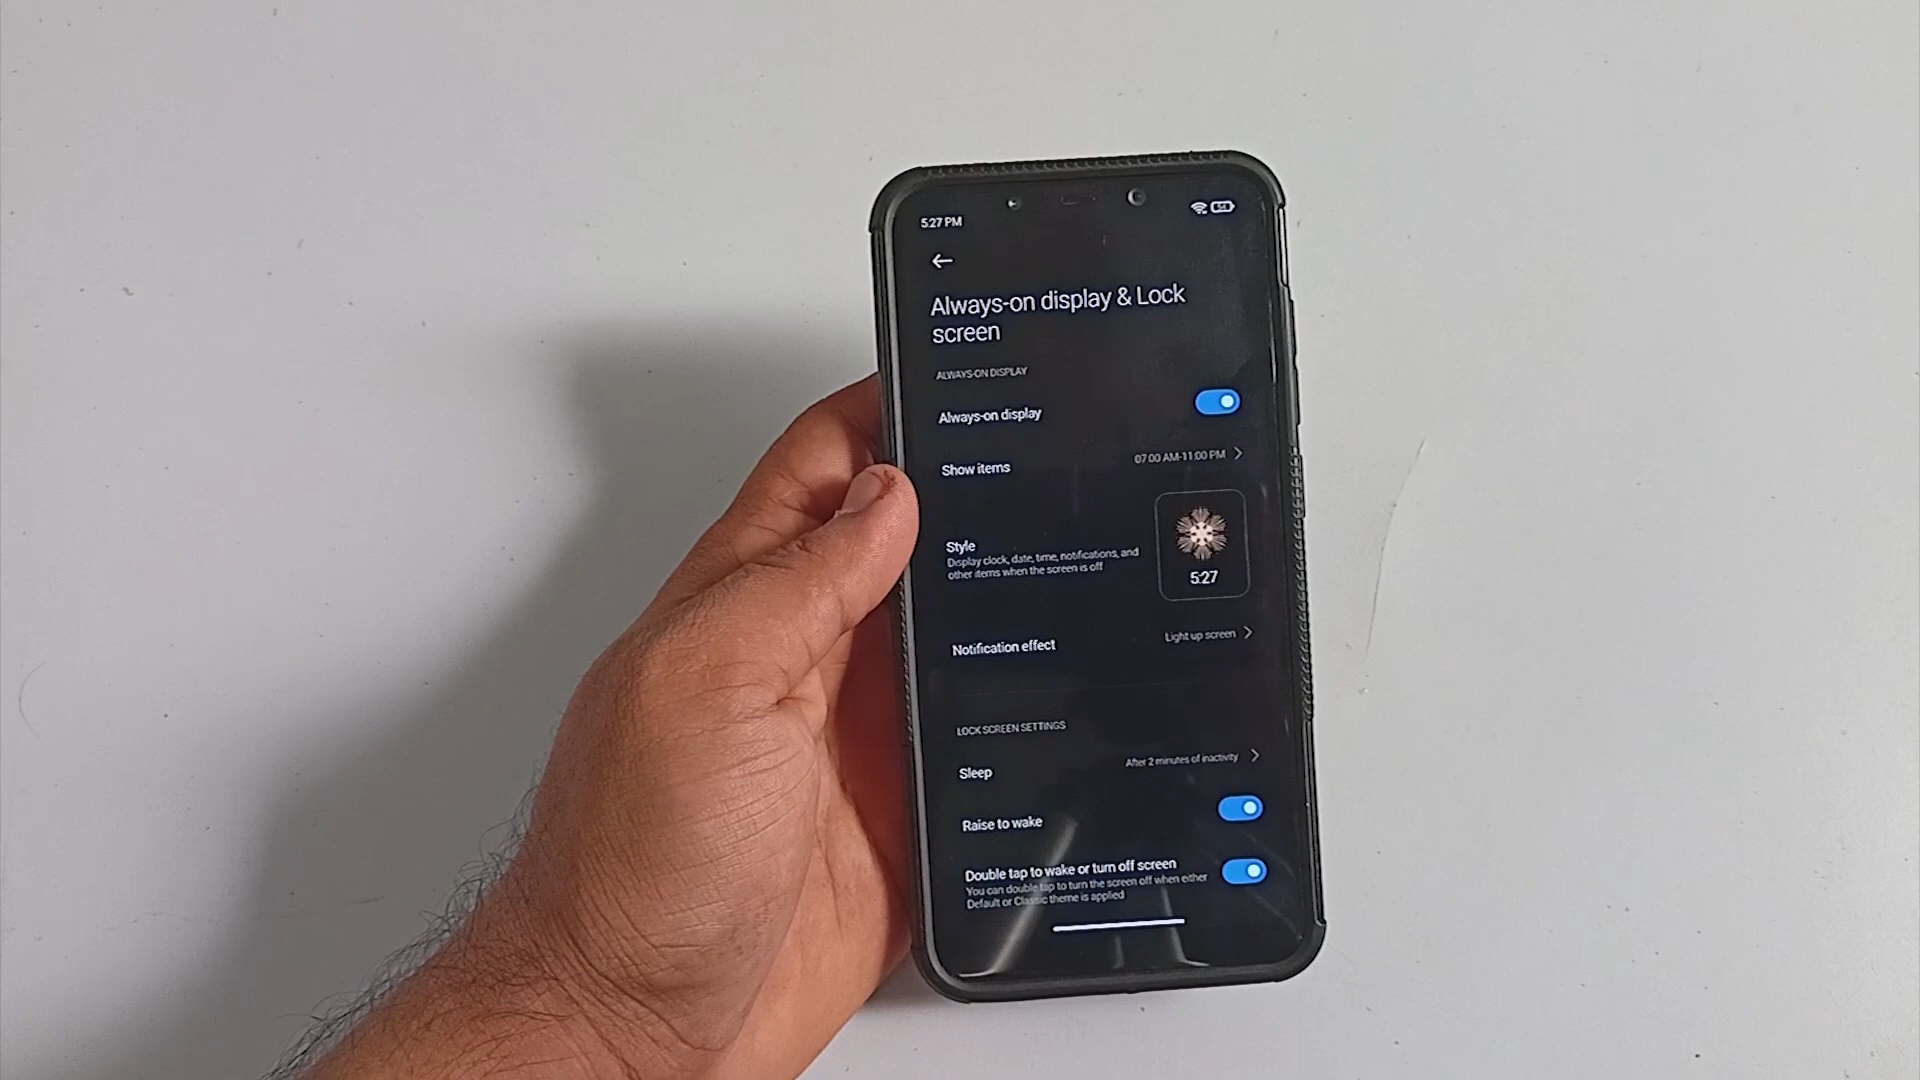 5:27 PM
Always-on display & Lock
screen
ALWAYS-ON DISPLAY
Always-on display
Show items
07:00 AM-11:00 PM
Style
Display clock, date, time, notifications, and
other items when the screen is off
5:27
Notification effect
Light up screen
LOCK SCREEN SETTINGS
Sleep
After 2 minutes of inactivity
Raise to wake
Double tap to wake or turn off screen
You can double tap to turn the screen off when either
Default or Classic theme is applied